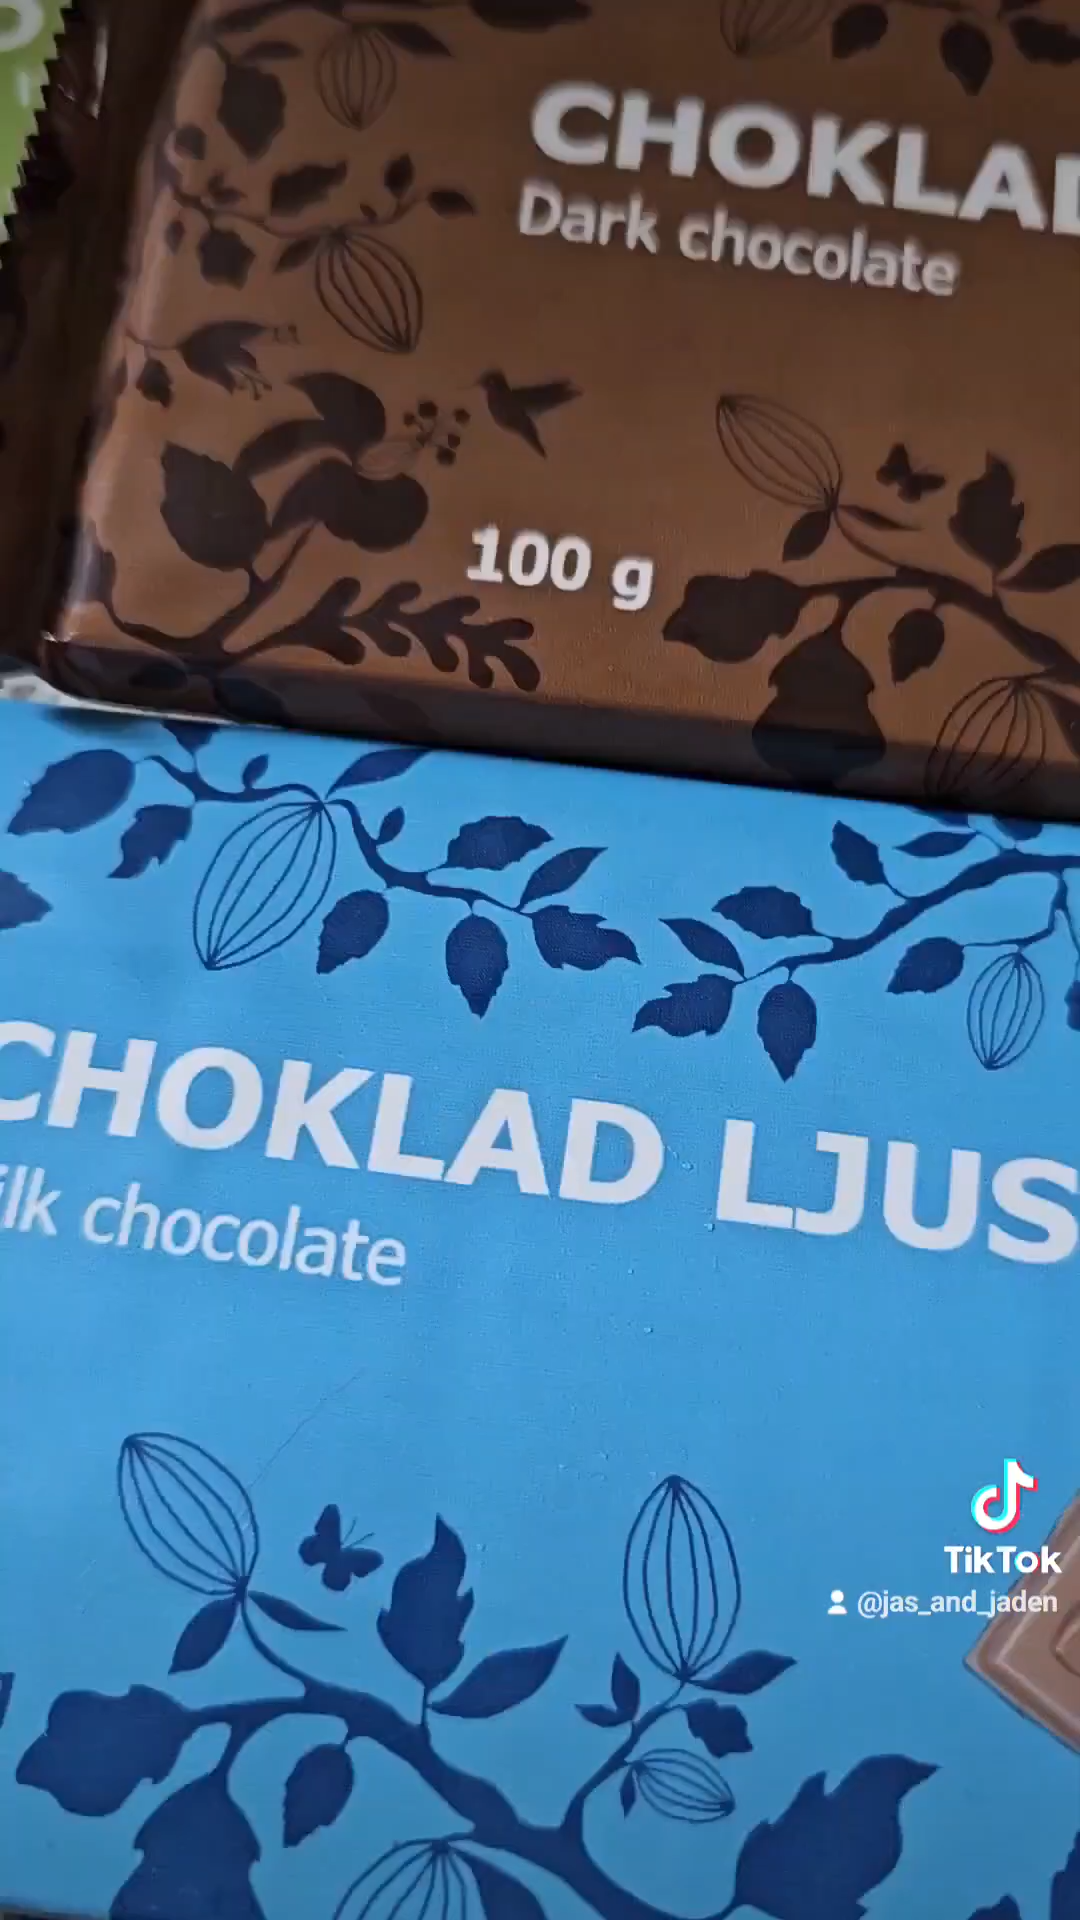 CHOKLAD
Dark chocolate
100 g
CHOKLAD LJUS
ilk chocolate
TikTok
@jas_and_jaden